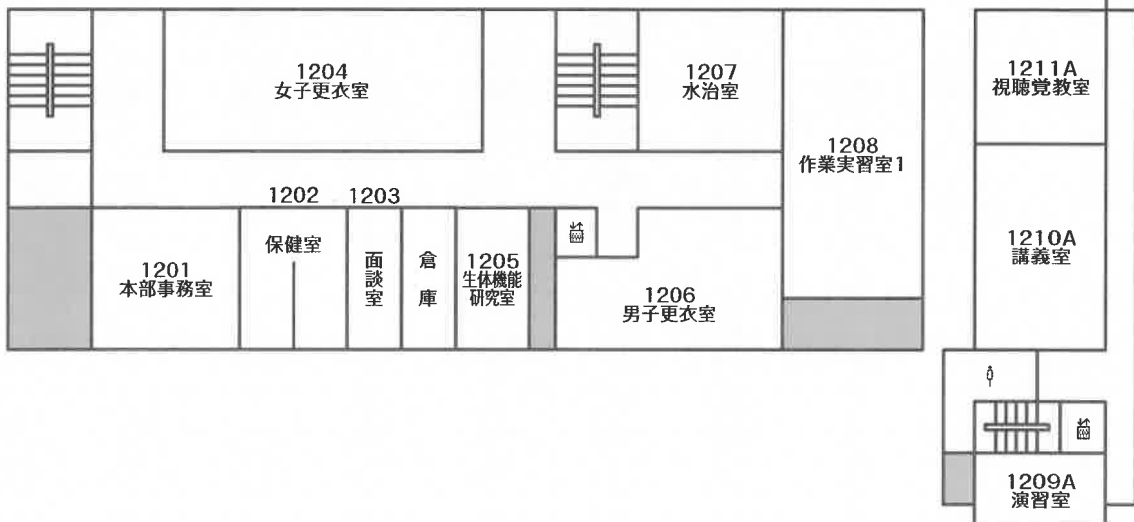 1204
女子更衣室
1207
水治室
1211A
視聴覚教室
1208
作業実習室1
1202
1203
保健室
面談室
倉庫
1205
生体機能
研究室
1201
本部事務室
1206
男子更衣室
1210A
講義室
1209A
演習室